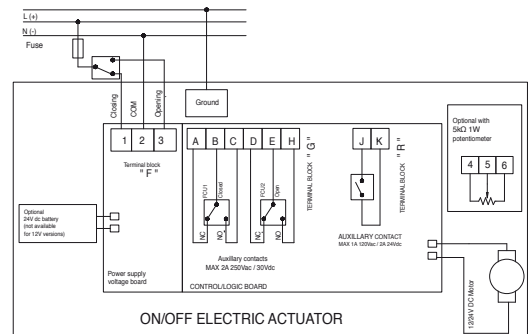 L (+)
N (-)
Fuse
Closing
COM
Opening
Ground
1 2 3
A B C D E H
J K
Terminal block
" F "
TERMINAL BLOCK " G "
TERMINAL BLOCK " R "
Optional with
5kΩ 1W
potentiometer
4 5 6
FCU1
Closed
FCU2
Open
NC
NO
NC
NO
Optional
24V dc battery
(not available
for 12V versions)
Auxillary contacts
MAX 2A 250Vac / 30Vdc
AUXILLARY CONTACT
MAX 1A 120Vac / 2A 24Vdc
Power supply
voltage board
CONTROL/LOGIC BOARD
12/24V DC Motor
ON/OFF ELECTRIC ACTUATOR